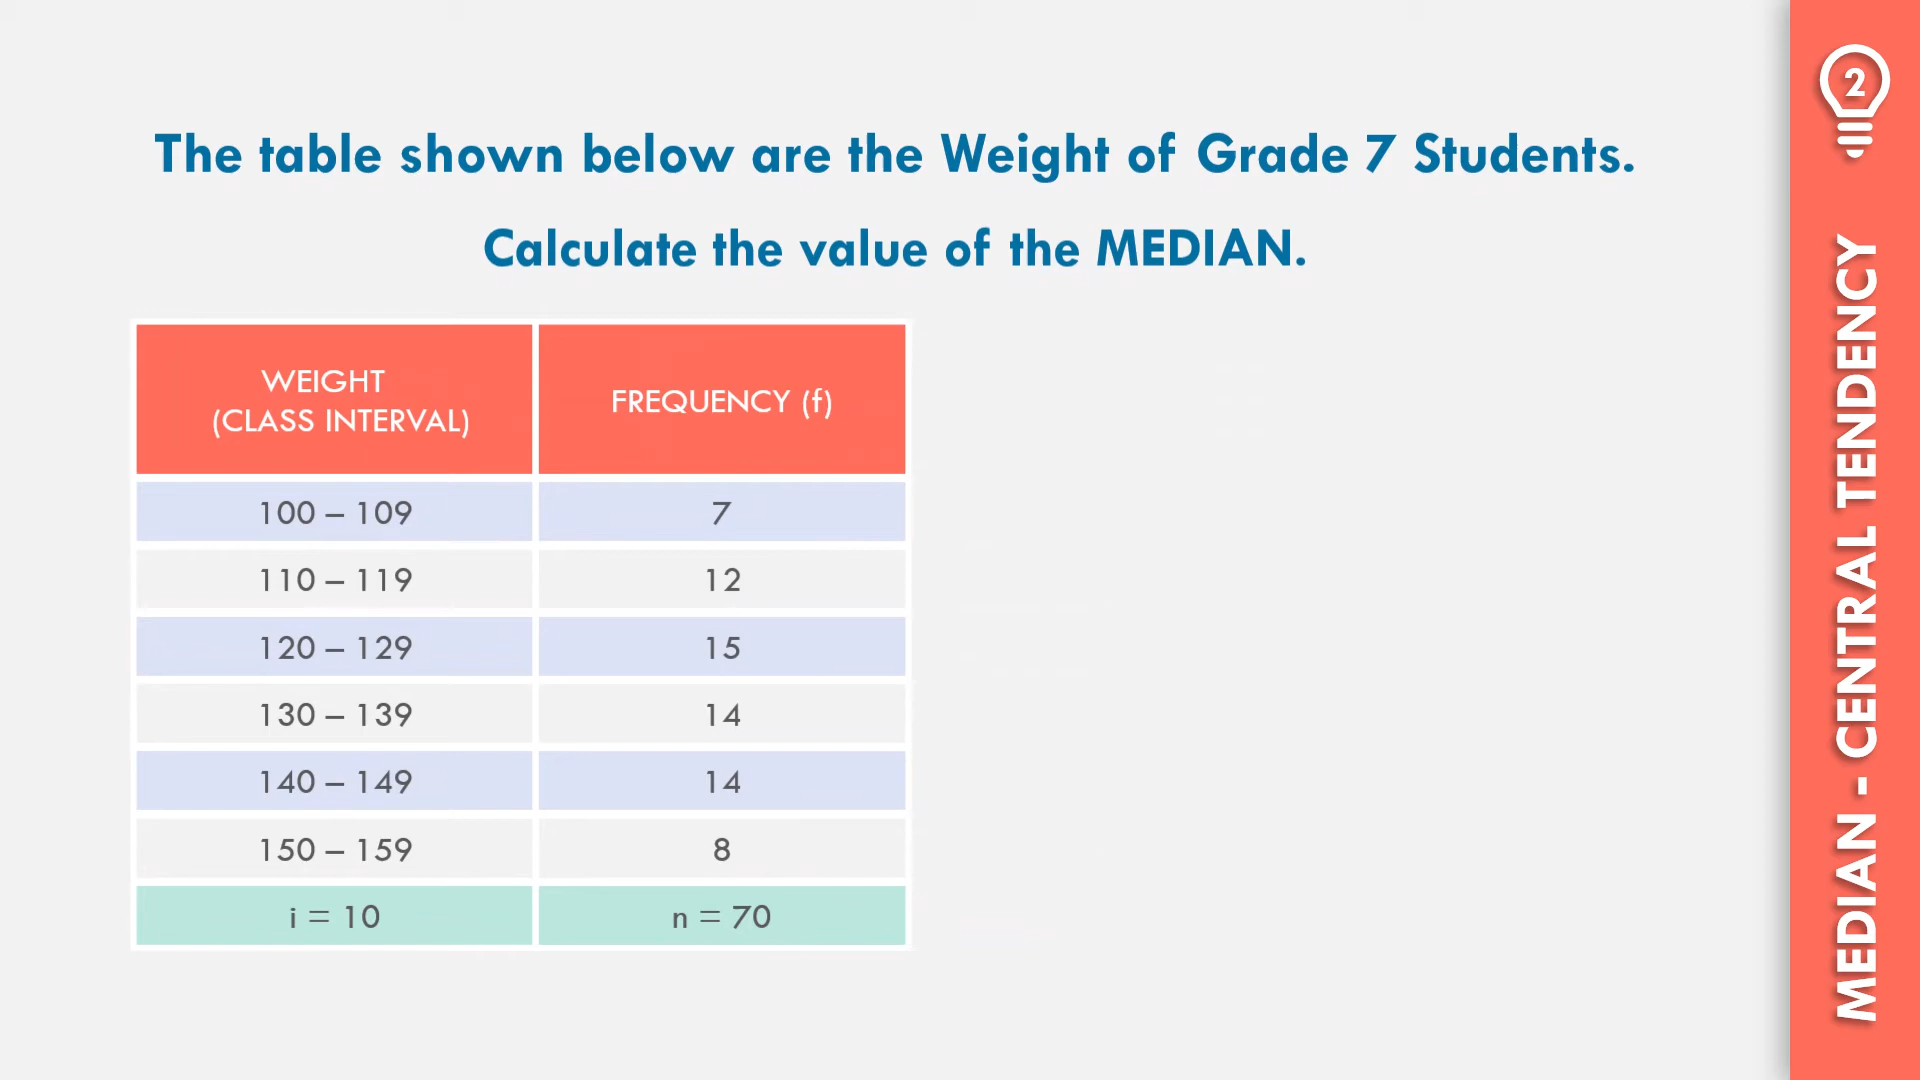 The table shown below are the Weight of Grade 7 Students.
Calculate the value of the MEDIAN.
WEIGHT
(CLASS INTERVAL)
FREQUENCY (f)
100 – 109
7
110 – 119
12
120 – 129
15
130 – 139
14
140 – 149
14
150 – 159
8
i = 10
n = 70
2
MEDIAN - CENTRAL TENDENCY